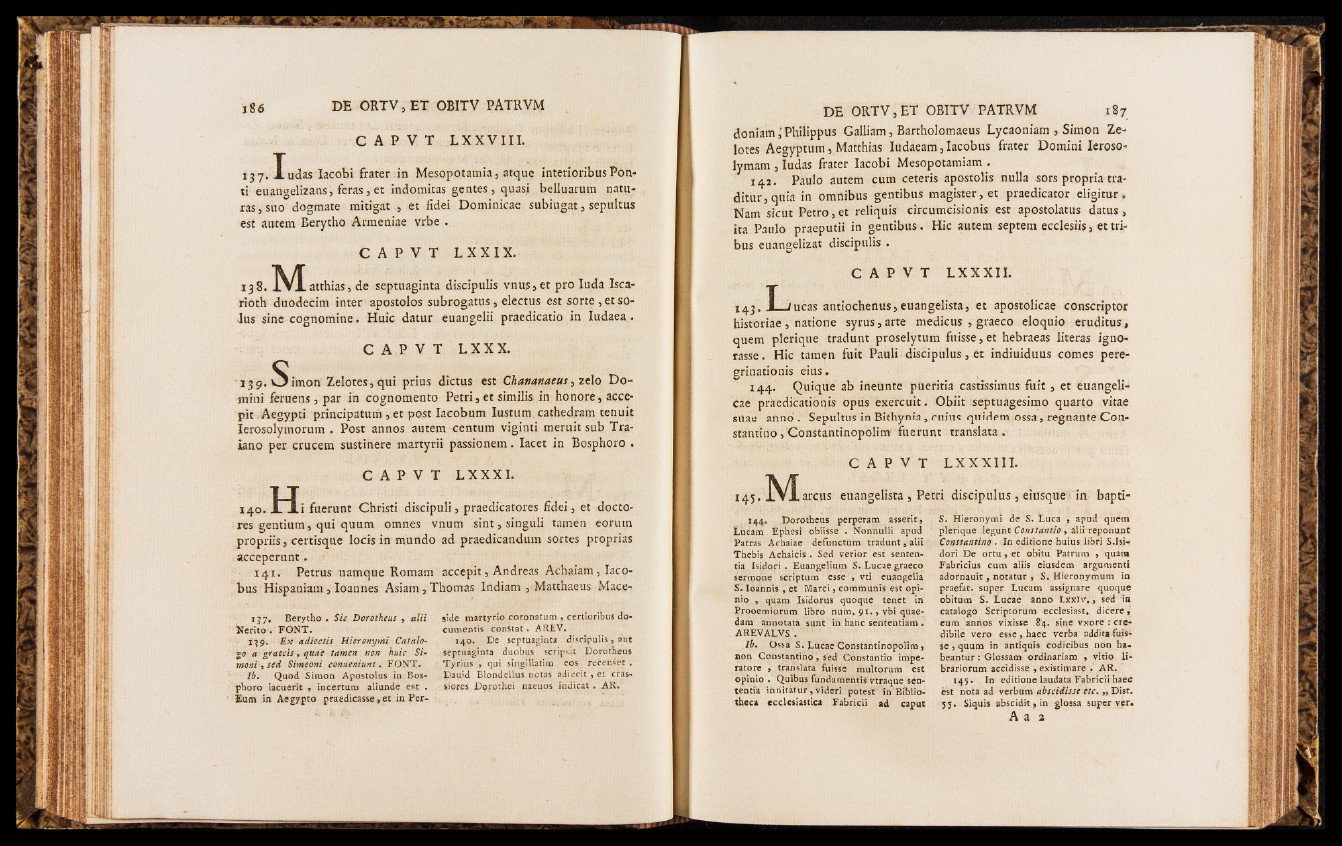 186 DE ORTV, ET OBITV PATRVM
CAPVT LXXVIII.
137. Iudas Iacobi frater in Mesopotamia, atque interioribus Pon-
ti euangelizans, feras, et indomitas gentes, quasi belluarum natu-
ras, suo dogmate mitigat , et fidei Dominicae subiugat, sepultus
est autem Berytho Armeniae vrbe .
CAPVT LXXIX.
138. Matthias, de septuaginta discipulis vnus, et pro Iuda Isca-
rioth duodecim inter apostolos subrogatus, electus est sorte, et so-
lus sine cognomine. Huic datur euangelii praedicatio in Iudaea .
CAPVT LXXX.
139. Simon Zelotes, qui prius dictus est Chananaeus, zelo Do-
mini feruens, par in cognomento Petri, et similis in honore, acce-
pit Aegypti principatum, et post Iacobum Iustum cathedram tenuit
Ierosolymorum . Post annos autem centum viginti meruit sub Tra-
iano per crucem sustinere martyrii passionem. Iacet in Bosphoro .
CAPVT LXXXI.
140. Hi fuerunt Christi discipuli, praedicatores fidei, et docto-
res gentium, qui quum omnes vnum sint, singuli tamen eorum
propriis, certisque locis in mundo ad praedicandum sortes proprias
acceperunt .
141. Petrus namque Romam accepit, Andreas Achaiam, Iaco-
bus Hispaniam, Ioannes Asiam, Thomas Indiam , Matthaeus Mace-
137. Berytho . Sic Dorotheus , alii
Nerito . FONT.
139. Ex adicetis Hieronymi Catalo-
go a graecis, quae tamen non huic Si-
moni, sed Simeoni conueniunt. FONT.
Ib. Quod Simon Apostolus in Bos-
phoro iacuerit , incertum aliunde est .
Eum in Aegypto praedicasse, et in Per-
side martyrio coronatum, certioribus do-
cumentis constat. AREV.
140. De septuaginta discipulis, aut
septuaginta duobus scripsit Dorotheus
Tyrius , qui singillatim eos recenset .
Dauid Blondellus notas adiecit, et cras-
siores Dorothei naeuos indicat . AR.
DE ORTV, ET OBITV PATRVM 187
doniam, Philippus Galliam, Bartholomaeus Lycaoniam , Simon Ze-
lotes Aegyptum, Matthias Iudaeam, Iacobus frater Domini Ieroso-
lymam , Iudas frater Iacobi Mesopotamiam .
142. Paulo autem cum ceteris apostolis nulla sors propria tra-
ditur, quia in omnibus gentibus magister, et praedicator eligitur.
Nam sicut Petro, et reliquis circumcisionis est apostolatus datus,
ita Paulo praeputii in gentibus. Hic autem septem ecclesiis, et tri-
bus euangelizat discipulis .
CAPVT LXXXII.
143. Lucas antiochenus, euangelista, et apostolicae conscriptor
historiae, natione syrus, arte medicus , graeco eloquio eruditus,
quem plerique tradunt proselytum fuisse, et hebraeas literas igno-
rasse. Hic tamen fuit Pauli discipulus, et indiuiduus comes pere-
grinationis eius.
144. Quique ab ineunte pueritia castissimus fuit , et euangeli-
cae praedicationis opus exercuit. Obiit septuagesimo quarto vitae
suae anno . Sepultus in Bithynia, cuius quidem ossa, regnante Con-
stantino, Constantinopolim fuerunt translata .
CAPVT LXXXIII.
145. Marcus euangelista , Petri discipulus , eiusque in bapti-
144. Dorotheus perperam asserit,
Lucam Ephesi obiisse . Nonnulli apud
Patras Achaiae defunctum tradunt, alii
Thebis Achaicis . Sed verior est senten-
tia Isidori . Euangelium S. Lucae graeco
sermone scriptum esse , vti euangelia
S. Ioannis , et Marci, communis est opi-
nio , quam Isidorus quoque tenet in
Prooemiorum libro num. 91., vbi quae-
dam annotata sunt in hanc sententiam.
AREVALVS .
Ib. Ossa S. Lucae Constantinopolim,
non Constantino, sed Constantio impe-
ratore , translata fuisse multorum est
opinio . Quibus fundamentis vtraque sen-
tentia innitatur, videri potest in Biblio-
theca ecclesiastica Fabricii ad caput
S. Hieronymi de S. Luca , apud quem
plerique legunt Constantio, alii reponunt
Constantino . In editione huius libri S. Isi-
dori De ortu, et obitu Patrum , quam
Fabricius cum aliis eiusdem argumenti
adornauit, notatur , S. Hieronymum in
praefat. super Lucam assignare quoque
obitum S. Lucae anno LXXIV., sed in
catalogo Scriptorum ecclesiast. dicere,
eum annos vixisse 84. sine vxore : cre-
dibile vero esse, haec verba addita fuis-
se, quum in antiquis codicibus non ha-
beantur: Glossam ordinariam , vitio li-
brariorum accidisse , existimare . AR.
145. In editione laudata Fabricii haec
est nota ad verbum abscidisse etc. „ Dist.
55. Siquis abscidit, in glossa super ver.
Aa 2